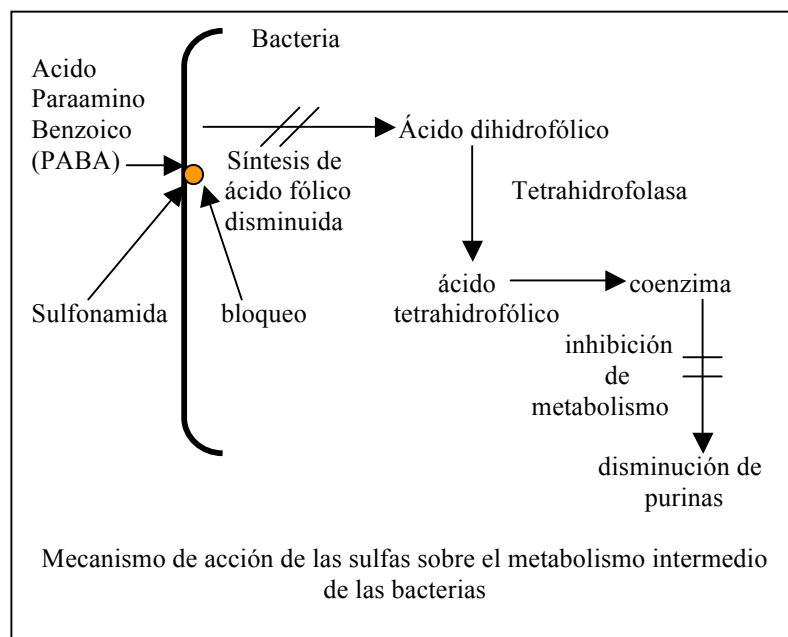 Bacteria
Acido
Paraamino
Benzoico
(PABA)
Ácido dihidrofólico
Síntesis de
ácido fólico
disminuida
Tetrahidrofolasa
Sulfonamida
bloqueo
ácido
tetrahidrofólico
coenzima
inhibición
de
metabolismo
disminución de
purinas
Mecanismo de acción de las sulfas sobre el metabolismo intermedio
de las bacterias